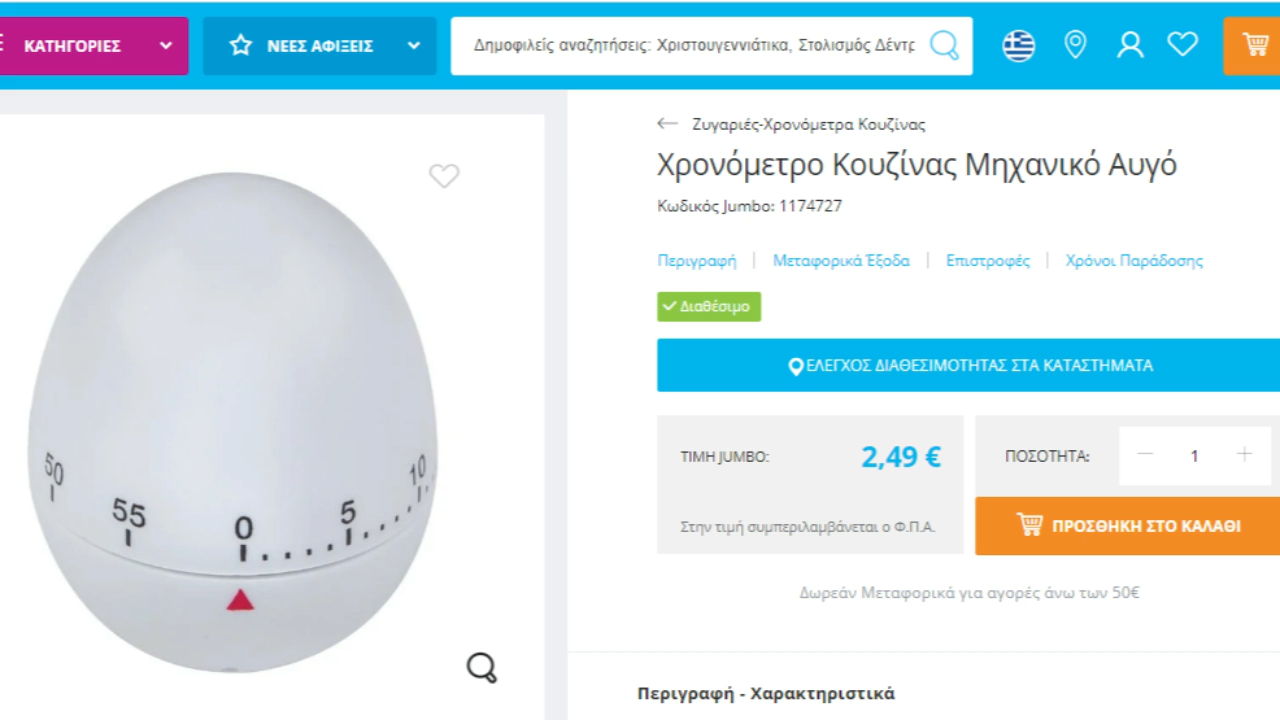 ΚΑΤΗΓΟΡΙΕΣ
ΝΕΕΣ ΑΦΙΞΕΙΣ
Δημοφιλείς αναζητήσεις: Χριστουγεννιάτικα, Στολισμός Δέντρ
Ζυγαριές-Χρονόμετρα Κουζίνας
Χρονόμετρο Κουζίνας Μηχανικό Αυγό
Κωδικός Jumbo: 1174727
Περιγραφή | Μεταφορικά Έξοδα | Επιστροφές | Χρόνοι Παράδοσης
Διαθέσιμο
ΕΛΕΓΧΟΣ ΔΙΑΘΕΣΙΜΟΤΗΤΑΣ ΣΤΑ ΚΑΤΑΣΤΗΜΑΤΑ
ΤΙΜΗ JUMBO: 2,49 €
Στην τιμή συμπεριλαμβάνεται ο Φ.Π.Α.
ΠΟΣΟΤΗΤΑ: − 1 +
ΠΡΟΣΘΗΚΗ ΣΤΟ ΚΑΛΑΘΙ
Δωρεάν Μεταφορικά για αγορές άνω των 50€
Περιγραφή - Χαρακτηριστικά
50 55 0 5 10